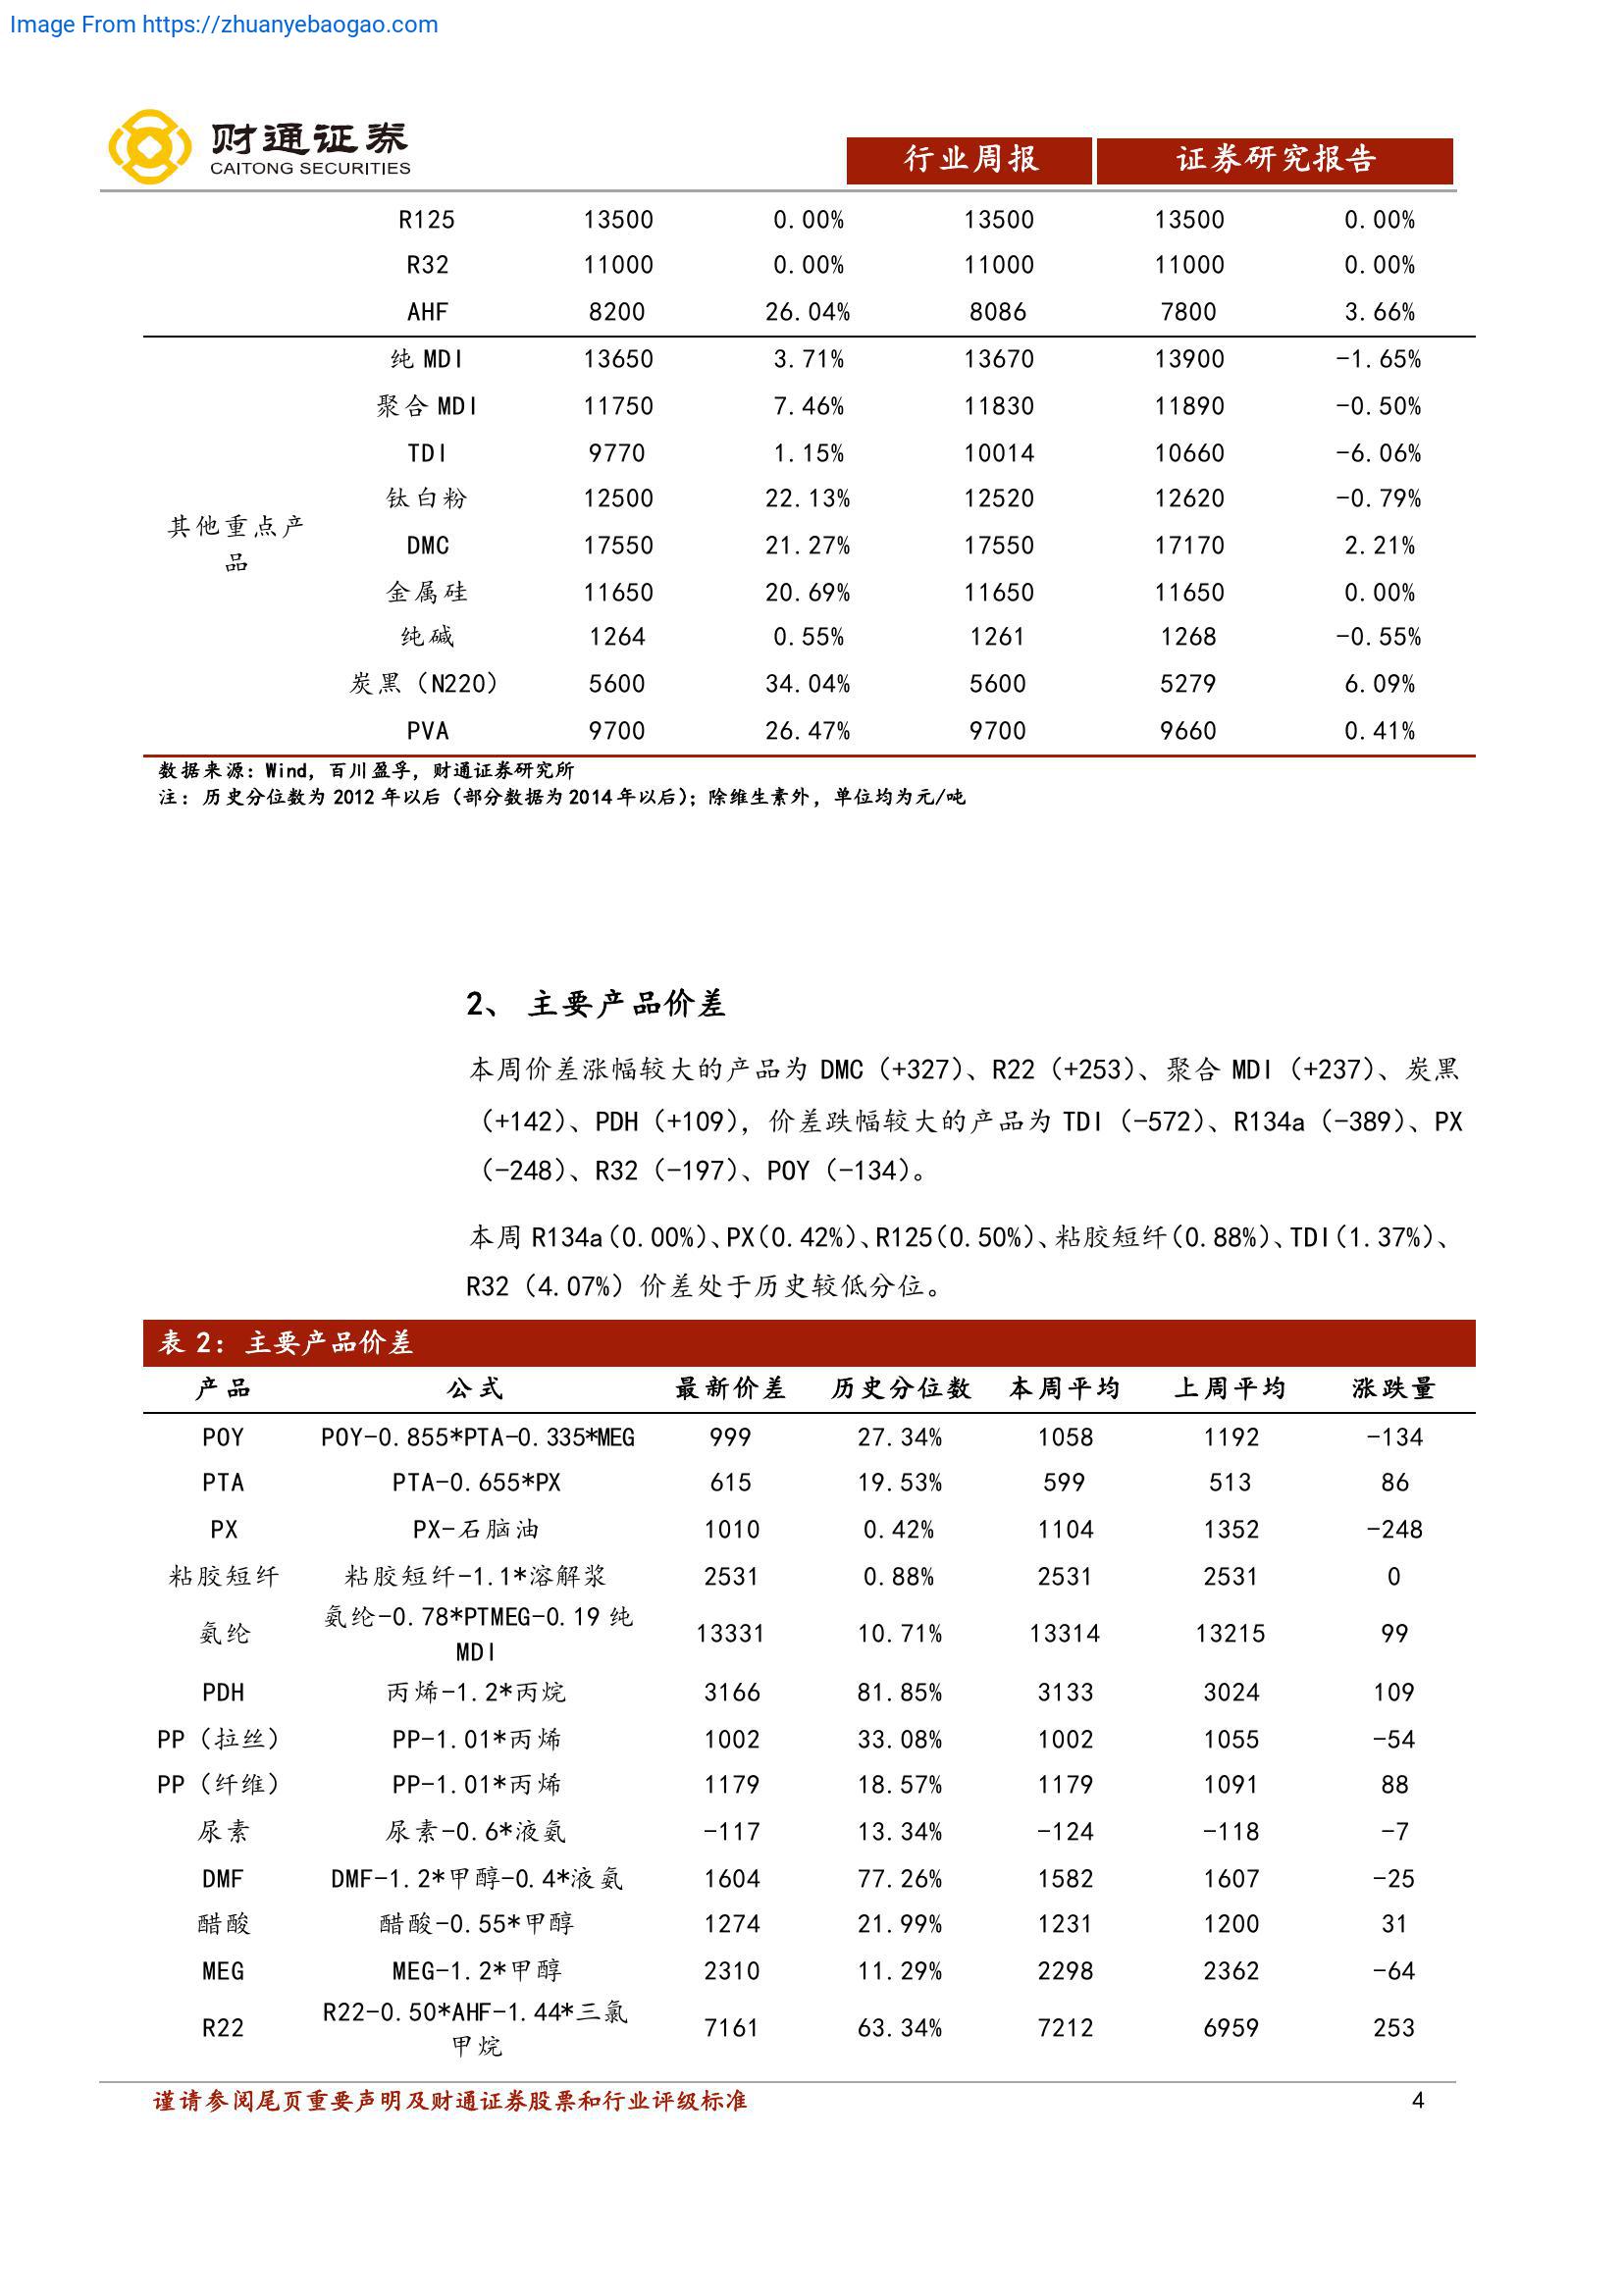 Image From https://zhuanyebaogao.com
财通证券
CAITONG SECURITIES
行业周报 证券研究报告
R125 13500 0.00% 13500 13500 0.00%
R32 11000 0.00% 11000 11000 0.00%
AHF 8200 26.04% 8086 7800 3.66%
纯 MDI 13650 3.71% 13670 13900 -1.65%
聚合 MDI 11750 7.46% 11830 11890 -0.50%
TDI 9770 1.15% 10014 10660 -6.06%
钛白粉 12500 22.13% 12520 12620 -0.79%
其他重点产
品
DMC 17550 21.27% 17550 17170 2.21%
金属硅 11650 20.69% 11650 11650 0.00%
纯碱 1264 0.55% 1261 1268 -0.55%
炭黑（N220） 5600 34.04% 5600 5279 6.09%
PVA 9700 26.47% 9700 9660 0.41%
数据来源：Wind，百川盈孚，财通证券研究所
注：历史分位数为 2012 年以后（部分数据为 2014 年以后）；除维生素外，单位均为元/吨
2、 主要产品价差
本周价差涨幅较大的产品为 DMC（+327）、R22（+253）、聚合 MDI（+237）、炭黑
（+142）、PDH（+109），价差跌幅较大的产品为 TDI（-572）、R134a（-389）、PX
（-248）、R32（-197）、POY（-134）。
本周 R134a（0.00%）、PX（0.42%）、R125（0.50%）、粘胶短纤（0.88%）、TDI（1.37%）、
R32（4.07%）价差处于历史较低分位。
表 2：主要产品价差
产品 公式 最新价差 历史分位数 本周平均 上周平均 涨跌量
POY POY-0.855*PTA-0.335*MEG 999 27.34% 1058 1192 -134
PTA PTA-0.655*PX 615 19.53% 599 513 86
PX PX-石脑油 1010 0.42% 1104 1352 -248
粘胶短纤 粘胶短纤-1.1*溶解浆 2531 0.88% 2531 2531 0
氨纶 氨纶-0.78*PTMEG-0.19 纯
MDI 13331 10.71% 13314 13215 99
PDH 丙烯-1.2*丙烷 3166 81.85% 3133 3024 109
PP（拉丝） PP-1.01*丙烯 1002 33.08% 1002 1055 -54
PP（纤维） PP-1.01*丙烯 1179 18.57% 1179 1091 88
尿素 尿素-0.6*液氨 -117 13.34% -124 -118 -7
DMF DMF-1.2*甲醇-0.4*液氨 1604 77.26% 1582 1607 -25
醋酸 醋酸-0.55*甲醇 1274 21.99% 1231 1200 31
MEG MEG-1.2*甲醇 2310 11.29% 2298 2362 -64
R22 R22-0.50*AHF-1.44*三氯
甲烷 7161 63.34% 7212 6959 253
谨请参阅尾页重要声明及财通证券股票和行业评级标准 4